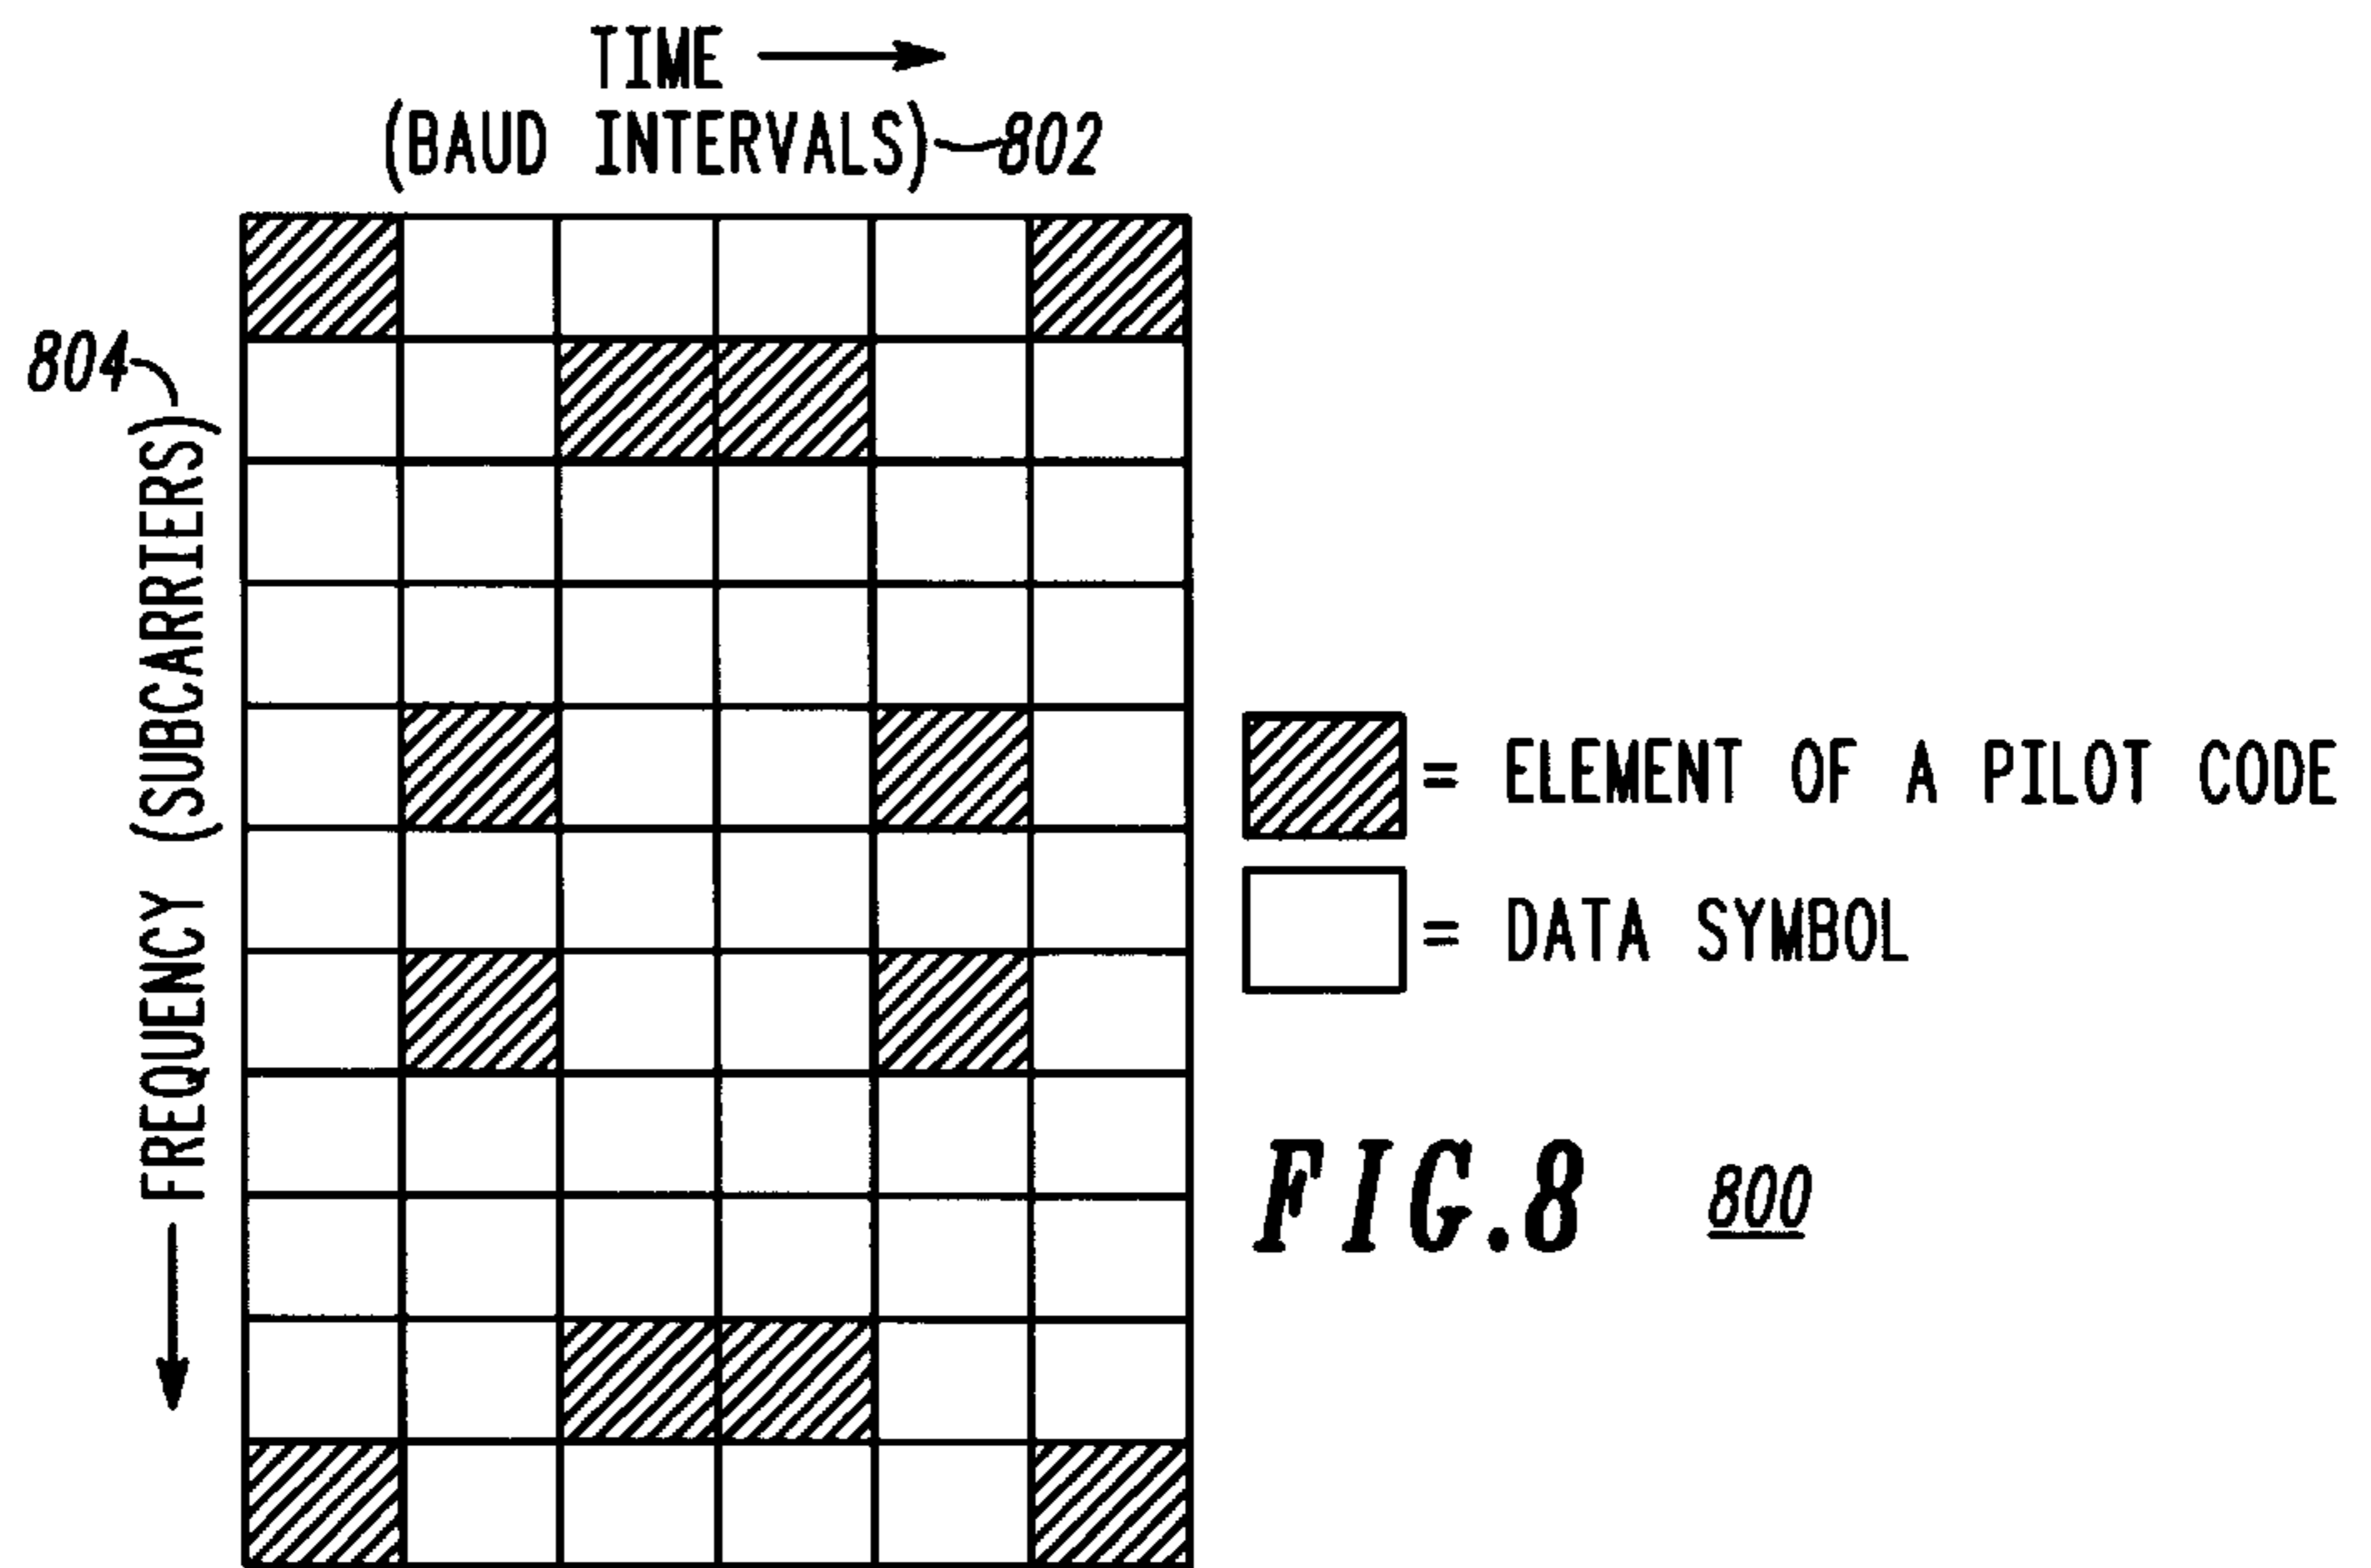 TIME
(BAUD INTERVALS) 802
804
FREQUENCY (SUBCARRIERS)
= ELEMENT OF A PILOT CODE
= DATA SYMBOL
FIG.8 800